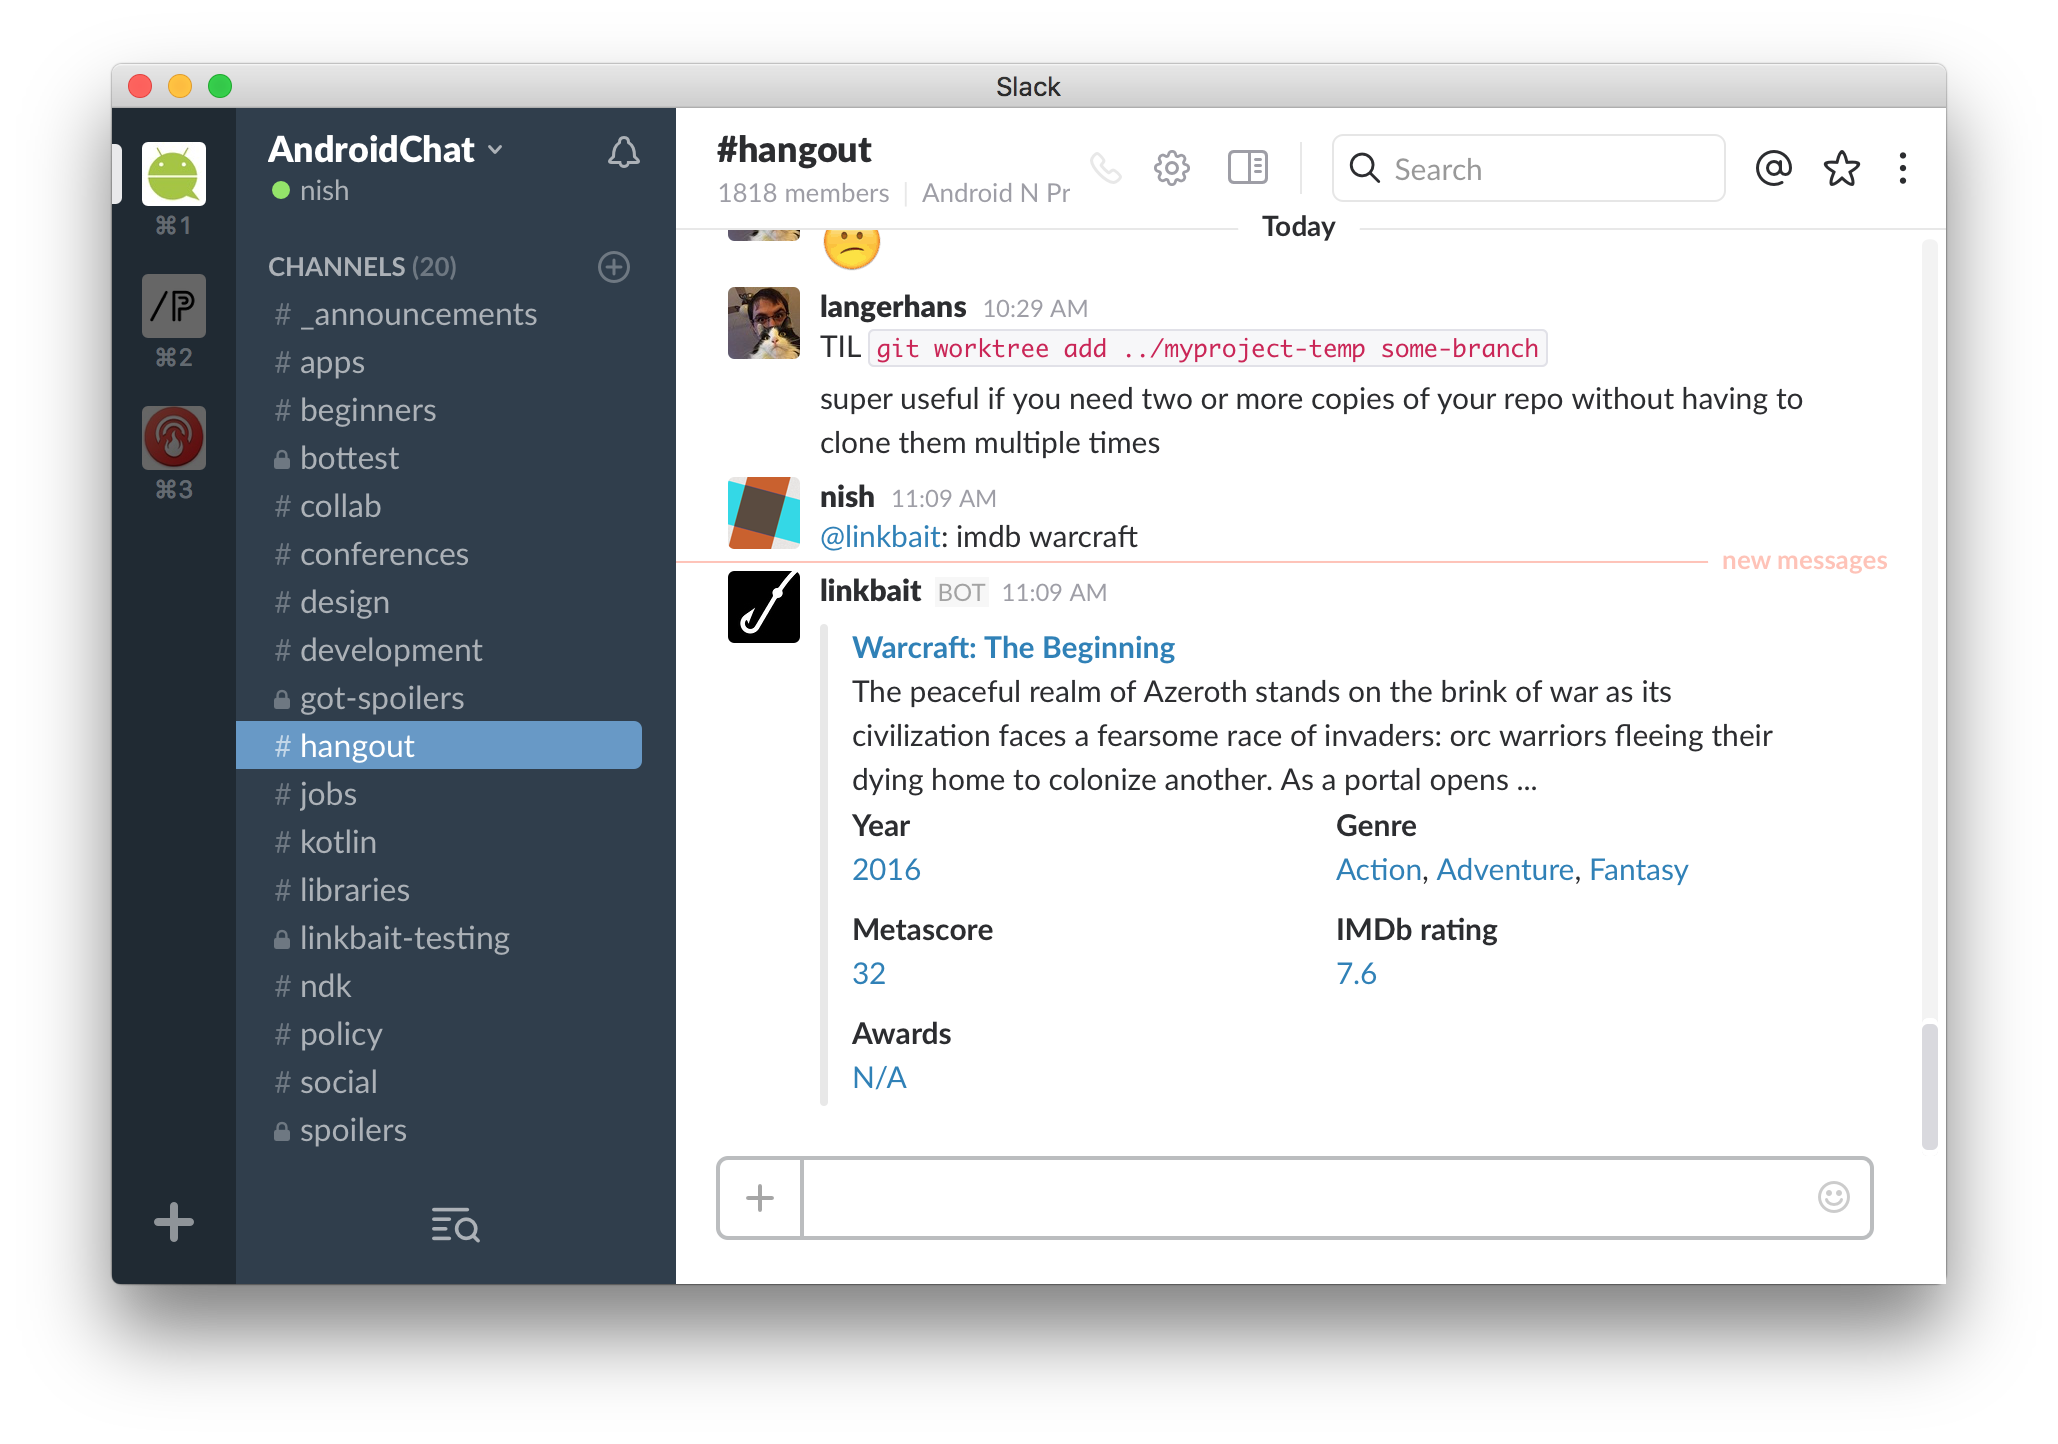 Slack
⌘1
/P
⌘2
⌘3
AndroidChat
nish
CHANNELS (20)
# _announcements
# apps
# beginners
bottest
# collab
# conferences
# design
# development
got-spoilers
# hangout
# jobs
# kotlin
# libraries
linkbait-testing
# ndk
# policy
# social
spoilers
#hangout
1818 members | Android N Pr
Search
Today
langerhans 10:29 AM
TIL git worktree add ../myproject-temp some-branch
super useful if you need two or more copies of your repo without having to
clone them multiple times
nish 11:09 AM
@linkbait: imdb warcraft
new messages
linkbait BOT 11:09 AM
Warcraft: The Beginning
The peaceful realm of Azeroth stands on the brink of war as its
civilization faces a fearsome race of invaders: orc warriors fleeing their
dying home to colonize another. As a portal opens ...
Year Genre
2016 Action, Adventure, Fantasy
Metascore IMDb rating
32 7.6
Awards
N/A